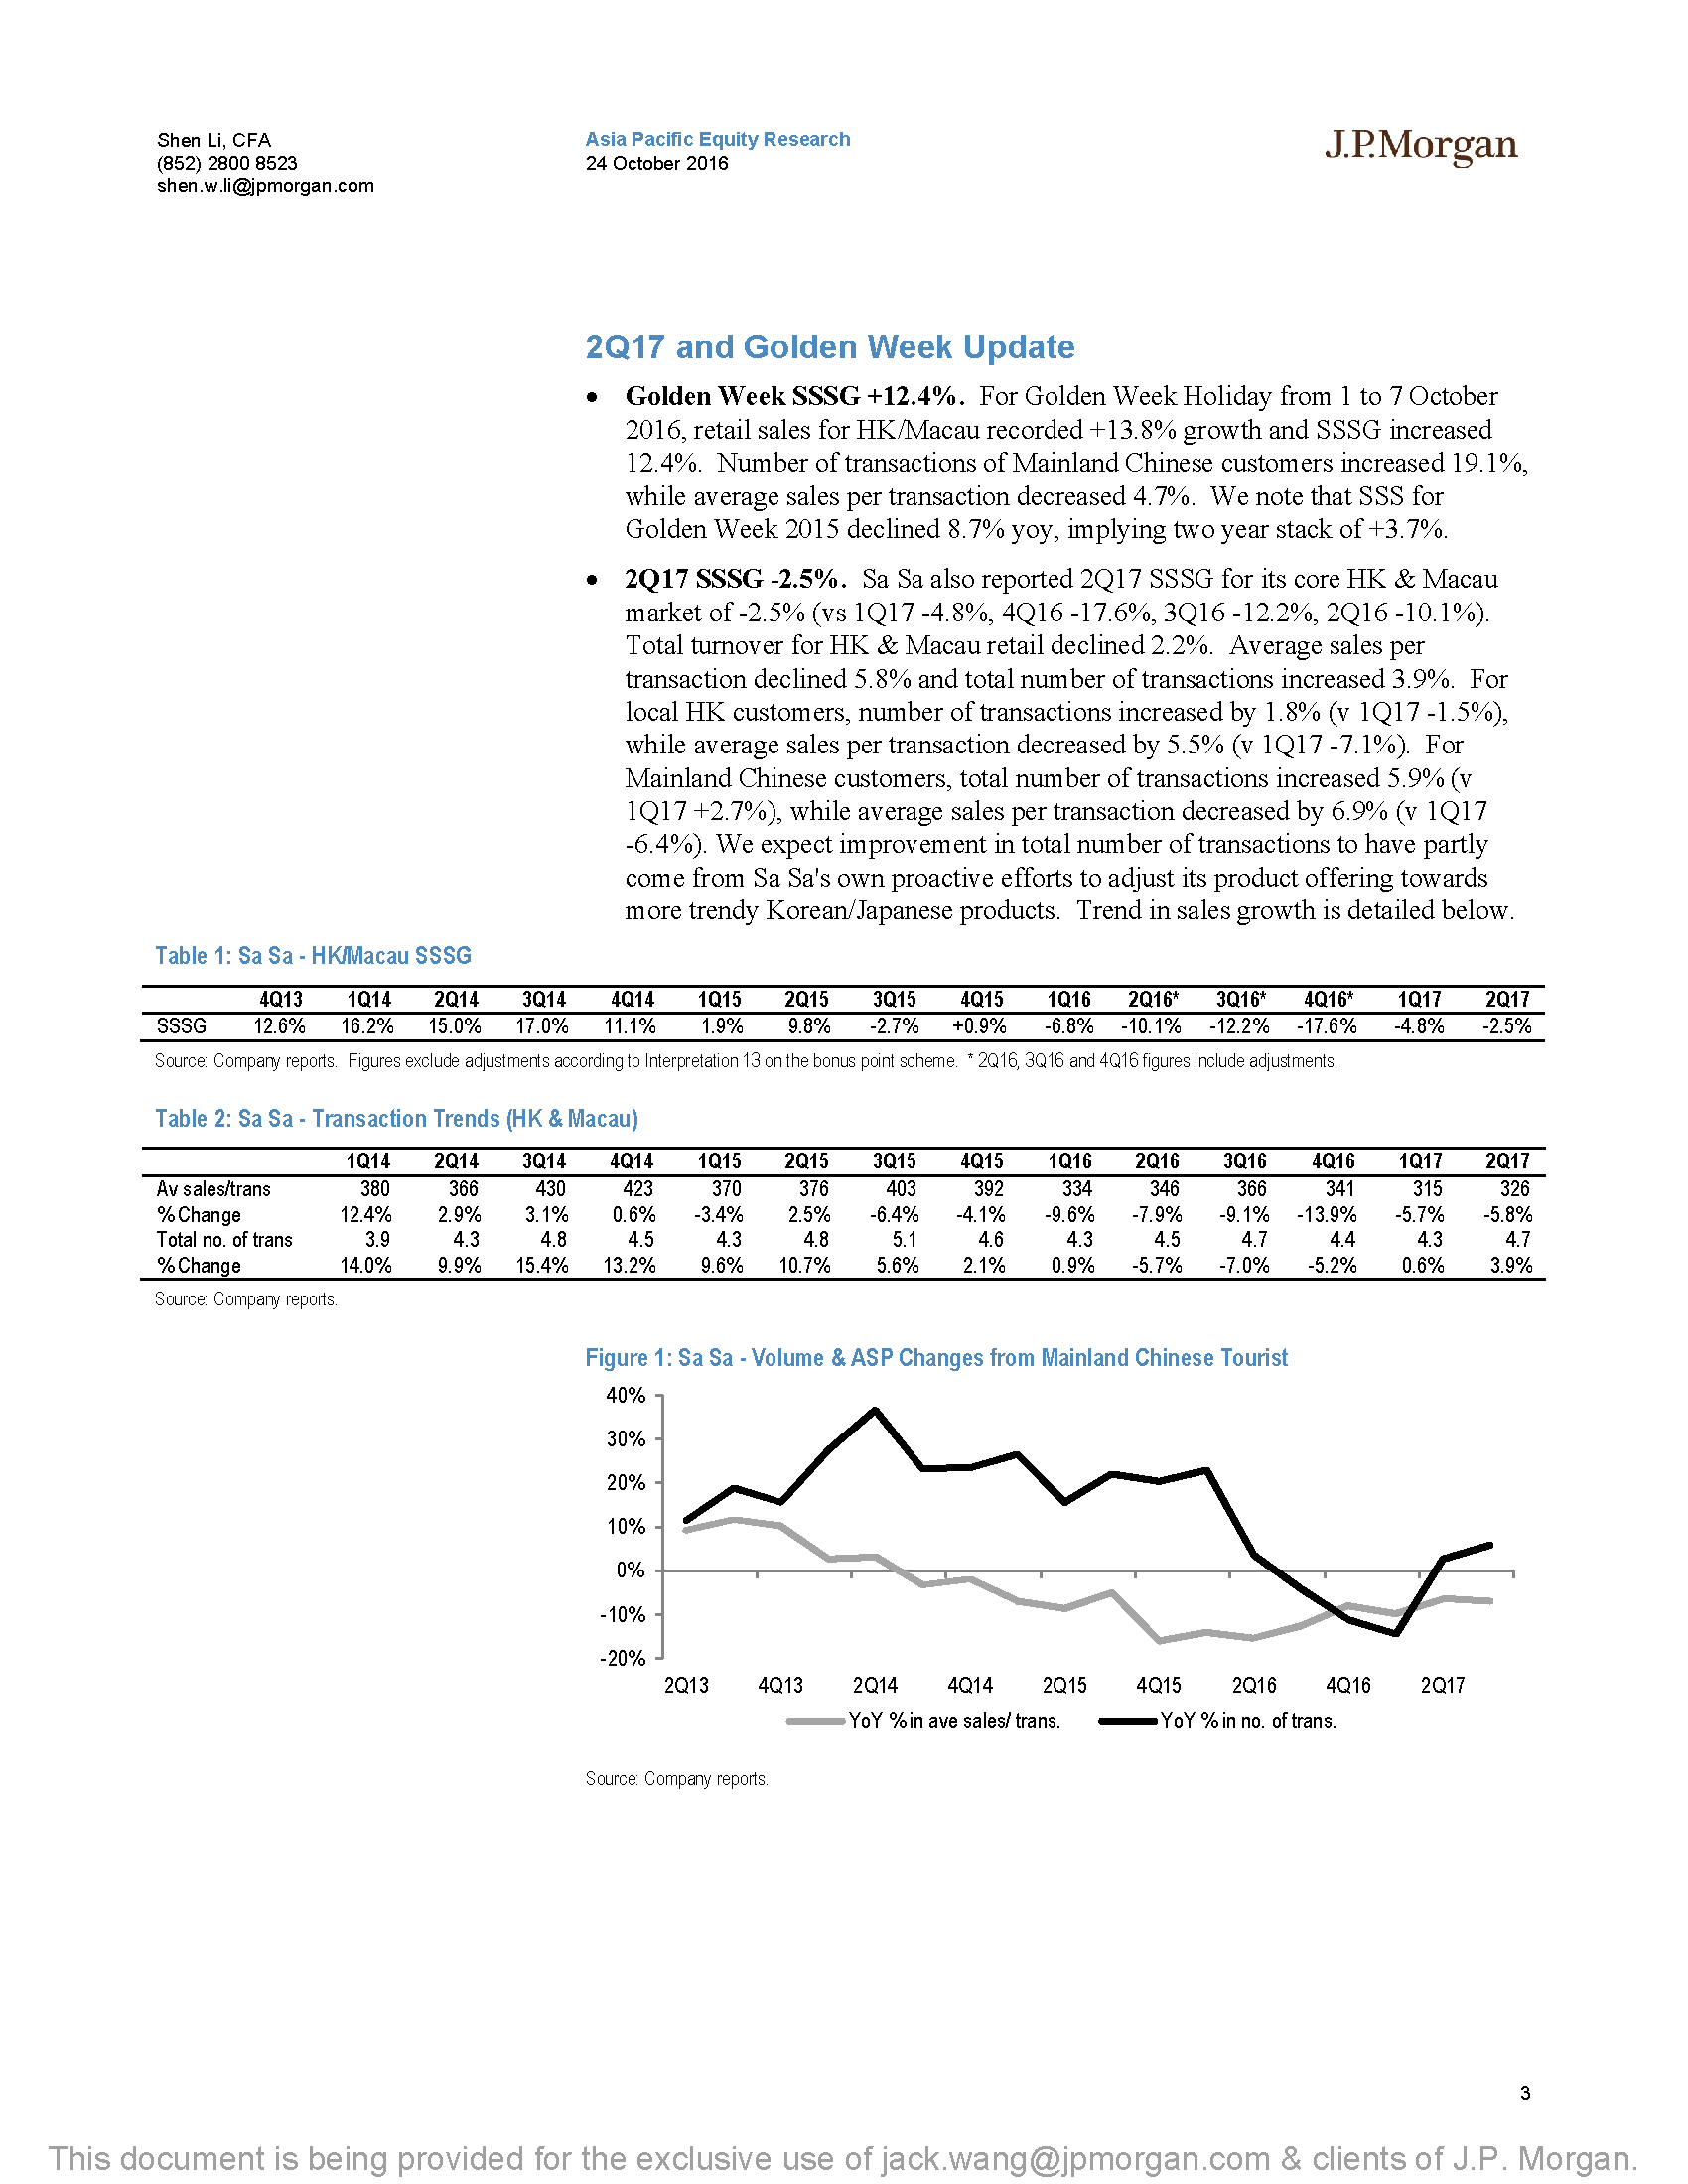 Shen Li, CFA
(852) 2800 8523
shen.w.li@jpmorgan.com
Asia Pacific Equity Research
24 October 2016
J.P.Morgan
2Q17 and Golden Week Update
• Golden Week SSSG +12.4%. For Golden Week Holiday from 1 to 7 October
2016, retail sales for HK/Macau recorded +13.8% growth and SSSG increased
12.4%. Number of transactions of Mainland Chinese customers increased 19.1%,
while average sales per transaction decreased 4.7%. We note that SSS for
Golden Week 2015 declined 8.7% yoy, implying two year stack of +3.7%.
• 2Q17 SSSG -2.5%. Sa Sa also reported 2Q17 SSSG for its core HK & Macau
market of -2.5% (vs 1Q17 -4.8%, 4Q16 -17.6%, 3Q16 -12.2%, 2Q16 -10.1%).
Total turnover for HK & Macau retail declined 2.2%. Average sales per
transaction declined 5.8% and total number of transactions increased 3.9%. For
local HK customers, number of transactions increased by 1.8% (v 1Q17 -1.5%),
while average sales per transaction decreased by 5.5% (v 1Q17 -7.1%). For
Mainland Chinese customers, total number of transactions increased 5.9% (v
1Q17 +2.7%), while average sales per transaction decreased by 6.9% (v 1Q17
-6.4%). We expect improvement in total number of transactions to have partly
come from Sa Sa's own proactive efforts to adjust its product offering towards
more trendy Korean/Japanese products. Trend in sales growth is detailed below.
Table 1: Sa Sa - HK/Macau SSSG
4Q13 1Q14 2Q14 3Q14 4Q14 1Q15 2Q15 3Q15 4Q15 1Q16 2Q16* 3Q16* 4Q16* 1Q17 2Q17
SSSG 12.6% 16.2% 15.0% 17.0% 11.1% 1.9% 9.8% -2.7% +0.9% -6.8% -10.1% -12.2% -17.6% -4.8% -2.5%
Source: Company reports. Figures exclude adjustments according to Interpretation 13 on the bonus point scheme. * 2Q16, 3Q16 and 4Q16 figures include adjustments.
Table 2: Sa Sa - Transaction Trends (HK & Macau)
1Q14 2Q14 3Q14 4Q14 1Q15 2Q15 3Q15 4Q15 1Q16 2Q16 3Q16 4Q16 1Q17 2Q17
Av sales/trans 380 366 430 423 370 376 403 392 334 346 366 341 315 326
% Change 12.4% 2.9% 3.1% 0.6% -3.4% 2.5% -6.4% -4.1% -9.6% -7.9% -9.1% -13.9% -5.7% -5.8%
Total no. of trans 3.9 4.3 4.8 4.5 4.3 4.8 5.1 4.6 4.3 4.5 4.7 4.4 4.3 4.7
% Change 14.0% 9.9% 15.4% 13.2% 9.6% 10.7% 5.6% 2.1% 0.9% -5.7% -7.0% -5.2% 0.6% 3.9%
Source: Company reports.
Figure 1: Sa Sa - Volume & ASP Changes from Mainland Chinese Tourist
40%
30%
20%
10%
0%
-10%
-20%
2Q13 4Q13 2Q14 4Q14 2Q15 4Q15 2Q16 4Q16 2Q17
YoY % in ave sales/ trans. YoY % in no. of trans.
Source: Company reports.
3
This document is being provided for the exclusive use of jack.wang@jpmorgan.com & clients of J.P. Morgan.